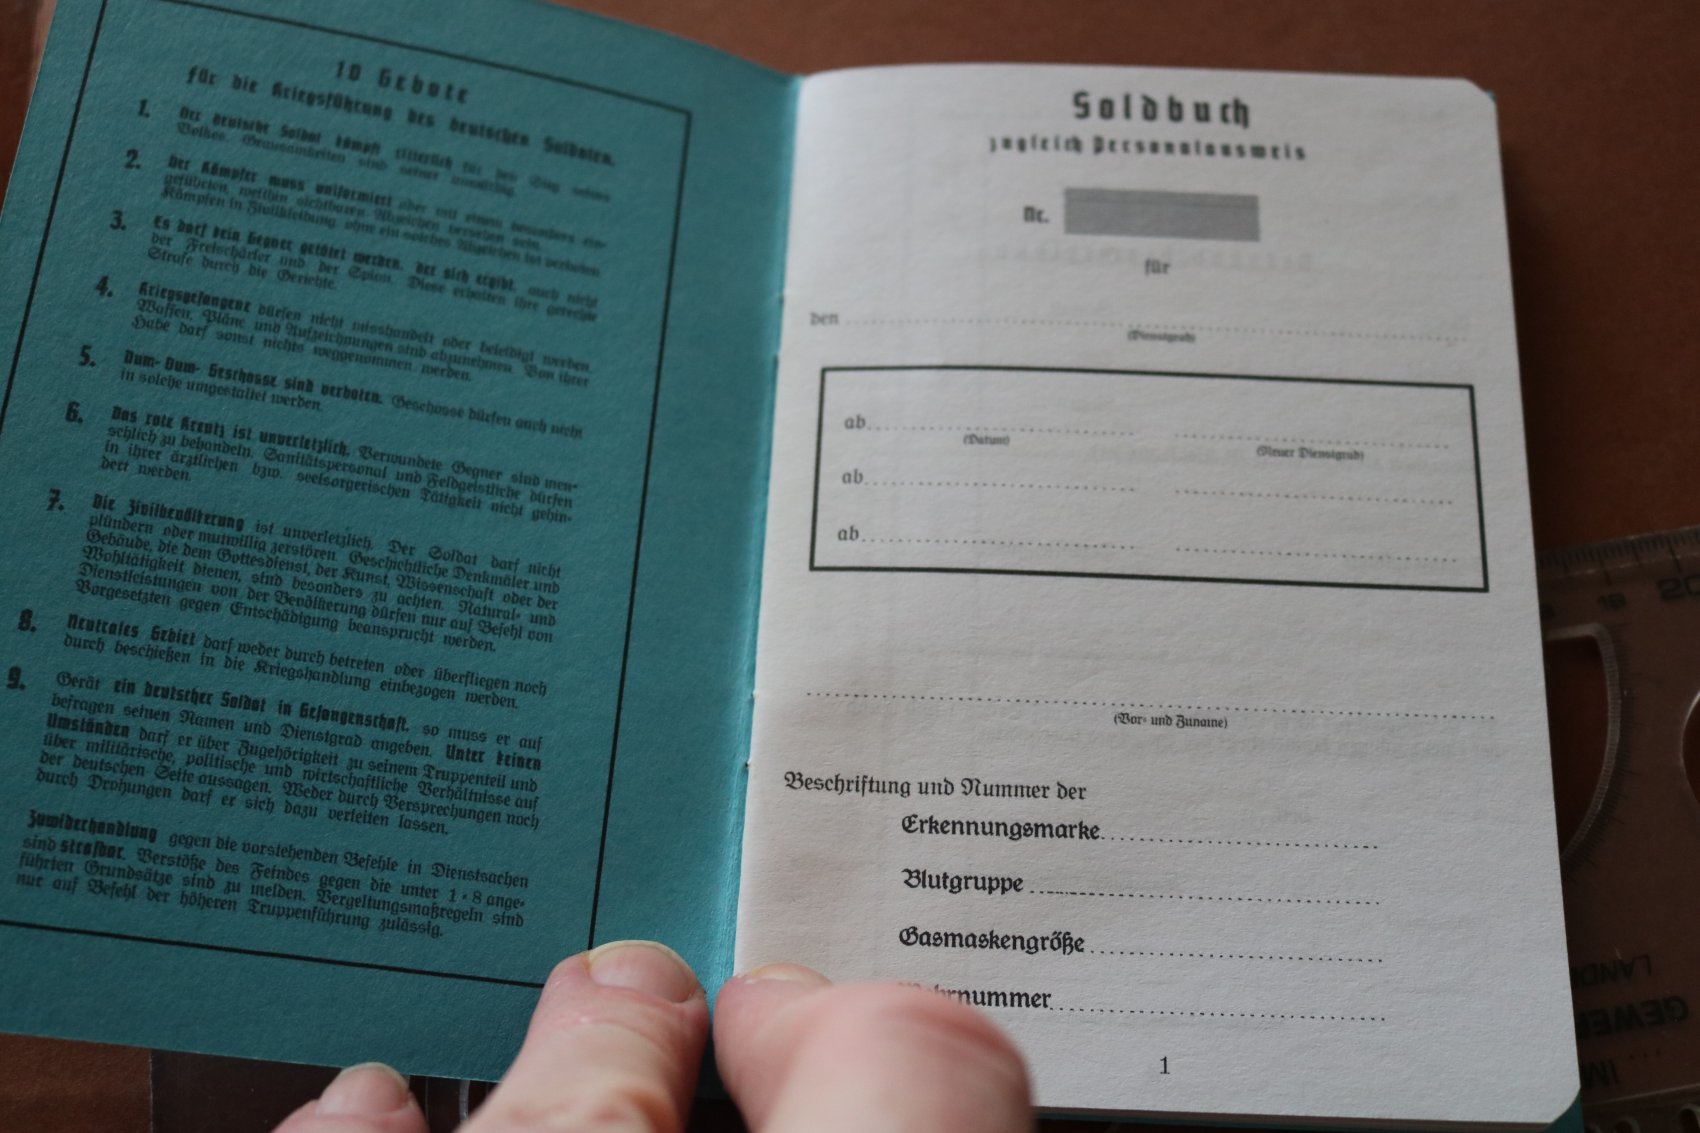 10 Gebote
für die Kriegsführung des deutschen Soldaten.
1. Der deutsche Soldat kämpft ritterlich für den Sieg seines
Volkes. Grausamkeiten sind seiner unwürdig.
2. Der Kämpfer muss uniformiert oder mit einem besonders ein-
geführten, weithin sichtbaren Abzeichen versehen sein.
Kämpfen in Zivilkleidung ohne ein solches Abzeichen ist verboten.
3. Es darf kein Gegner getötet werden, der sich ergibt, auch nicht
der Freischärler und der Spion. Diese erhalten ihre gerechte
Strafe durch die Gerichte.
4. Kriegsgefangene dürfen nicht misshandelt oder beleidigt werden.
Waffen, Pläne und Aufzeichnungen sind abzunehmen. Von ihrer
Habe darf sonst nichts weggenommen werden.
5. Dum-Dum-Geschosse sind verboten. Geschosse dürfen auch nicht
in solche umgestaltet werden.
6. Das rote Kreutz ist unverletzlich. Verwundete Gegner sind men-
schlich zu behandeln. Sanitätspersonal und Feldgeistliche dürfen
in ihrer ärztlichen bzw. seelsorgerischen Tätigkeit nicht gehin-
dert werden.
7. Die Zivilbevölkerung ist unverletzlich. Der Soldat darf nicht
plündern oder mutwillig zerstören. Geschichtliche Denkmäler und
Gebäude, die dem Gottesdienst, der Kunst, Wissenschaft oder der
Wohltätigkeit dienen, sind besonders zu achten. Natural- und
Dienstleistungen von der Bevölkerung dürfen nur auf Befehl von
Vorgesetzten gegen Entschädigung beansprucht werden.
8. Neutrales Gebiet darf weder durch betreten oder überfliegen noch
durch beschießen in die Kriegshandlung einbezogen werden.
9. Gerät ein deutscher Soldat in Gefangenschaft, so muss er auf
befragen seinen Namen und Dienstgrad angeben. Unter keinen
Umständen darf er über Zugehörigkeit zu seinem Truppenteil und
über militärische, politische und wirtschaftliche Verhältnisse auf
der deutschen Seite aussagen. Weder durch Versprechungen noch
durch Drohungen darf er sich dazu verleiten lassen.
Zuwiderhandlung gegen die vorstehenden Befehle in Dienstsachen
sind strafbar. Verstöße des Feindes gegen die unter 1-8 ange-
führten Grundsätze sind zu melden. Vergeltungsmaßregeln sind
nur auf Befehl der höheren Truppenführung zulässig.
Soldbuch
zugleich Personalausweis
Nr.
für
den
(Dienstgrad)
ab
(Datum) (Neuer Dienstgrad)
ab
ab
(Vor- und Zuname)
Beschriftung und Nummer der
Erkennungsmarke
Blutgruppe
Gasmaskengröße
Wehrnummer
1